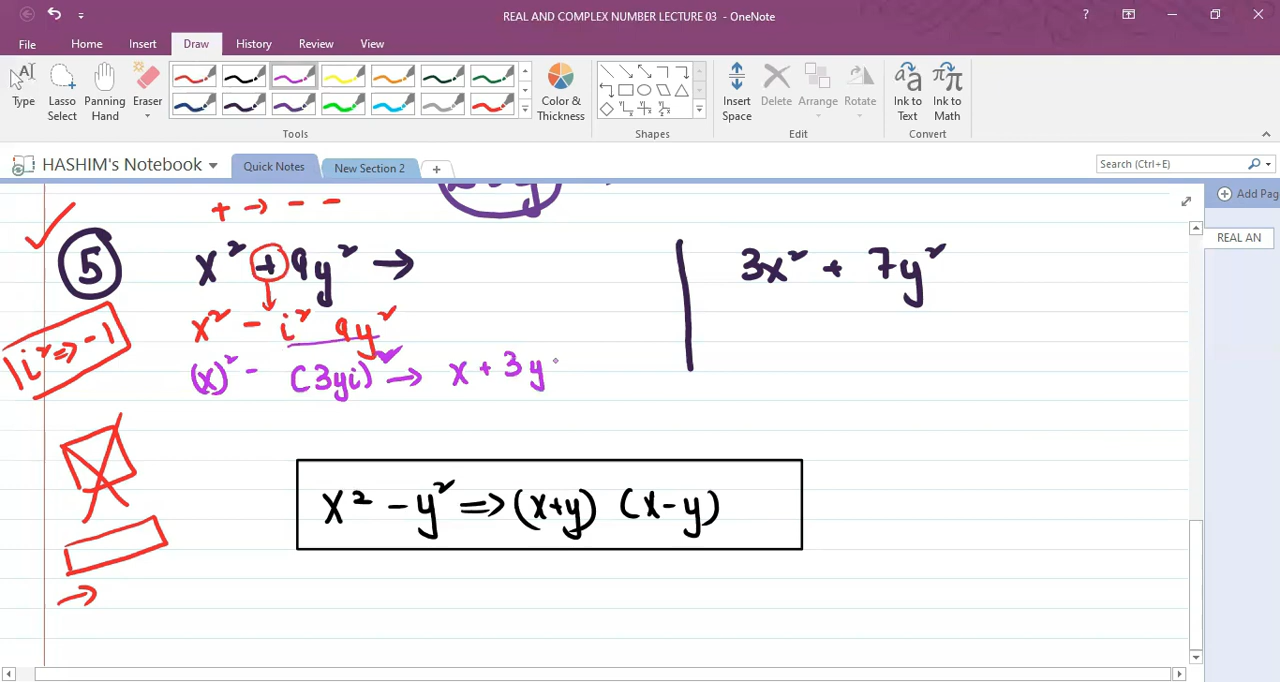 REAL AND COMPLEX NUMBER LECTURE 03 - OneNote
?
File Home Insert Draw History Review View
Type
Lasso Select
Panning Hand
Eraser
Color & Thickness
Insert Space
Delete
Arrange
Rotate
Ink to Text
Ink to Math
Tools
Shapes
Edit
Convert
HASHIM's Notebook
Quick Notes
New Section 2
+
Search (Ctrl+E)
Add Pag
REAL AN
+ → - -
5 x² + 9y² →
3x² + 7y²
x² - i² 9y²
i² => -1
(x)² - (3yi)² → x + 3y
x² - y² => (x+y) (x-y)
→